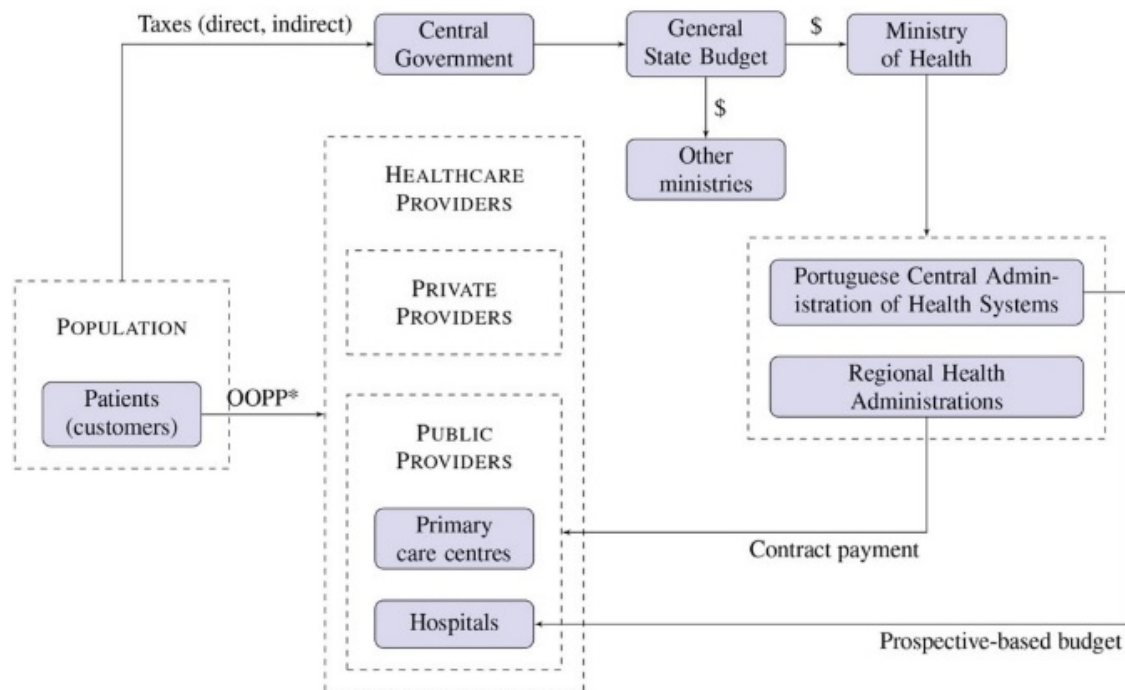 Taxes (direct, indirect)
Central
Government
General
State Budget
$
Ministry
of Health
$
Other
ministries
HEALTHCARE
PROVIDERS
PRIVATE
PROVIDERS
POPULATION
Patients
(customers)
OOPP*
PUBLIC
PROVIDERS
Primary
care centres
Hospitals
Portuguese Central Admin-
istration of Health Systems
Regional Health
Administrations
Contract payment
Prospective-based budget